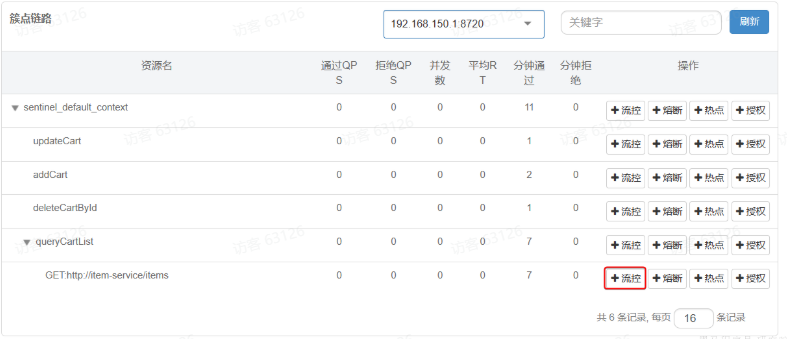 簇点链路
192.168.150.1:8720
关键字
刷新
资源名 通过QPS 拒绝QPS 并发数 平均RT 分钟通过 分钟拒绝 操作
sentinel_default_context 0 0 0 0 11 0 +流控 +熔断 +热点 +授权
updateCart 0 0 0 0 1 0 +流控 +熔断 +热点 +授权
addCart 0 0 0 0 2 0 +流控 +熔断 +热点 +授权
deleteCartById 0 0 0 0 1 0 +流控 +熔断 +热点 +授权
queryCartList 0 0 0 0 7 0 +流控 +熔断 +热点 +授权
GET:http://item-service/items 0 0 0 0 7 0 +流控 +熔断 +热点 +授权
共 6 条记录, 每页 16 条记录
访客 63126